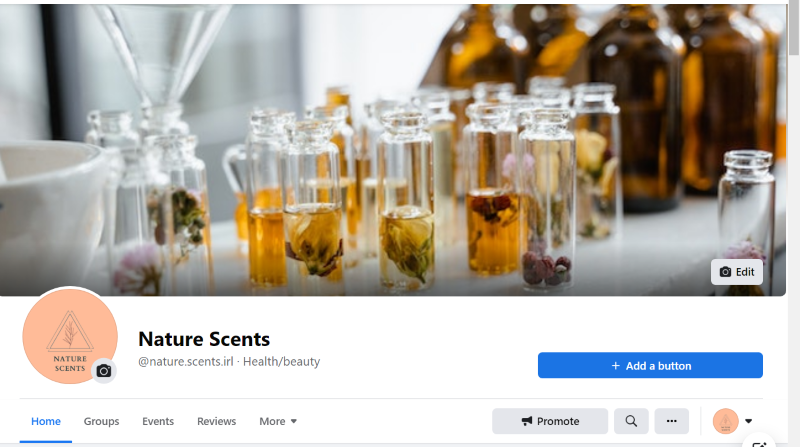 Edit
NATURE
SCENTS
Nature Scents
@nature.scents.irl · Health/beauty
+ Add a button
Home Groups Events Reviews More
Promote